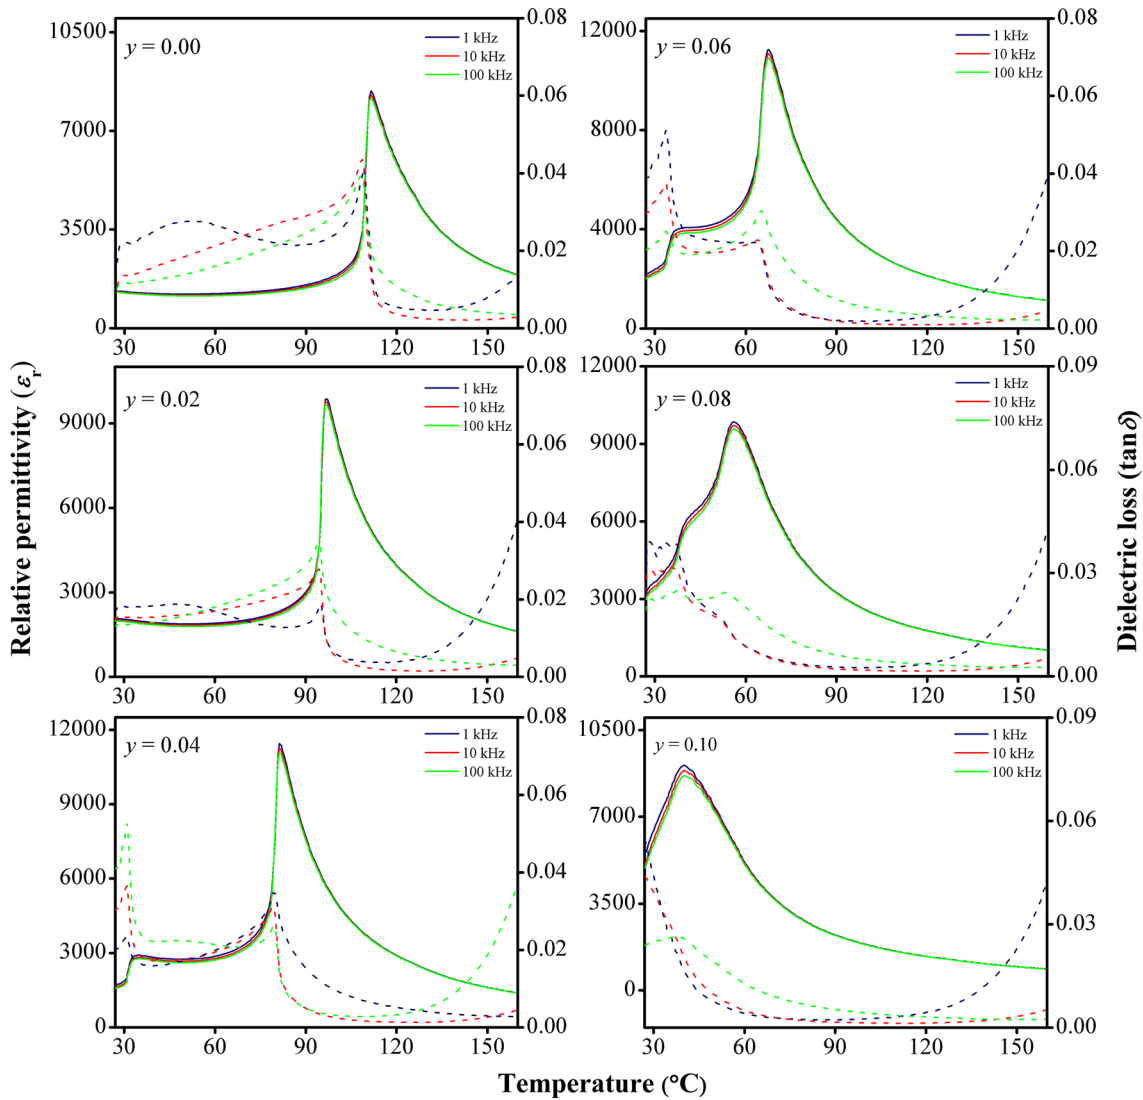 Relative permittivity (εr)
y = 0.00
1 kHz
10 kHz
100 kHz
10500
7000
3500
0
30 60 90 120 150
0.08
0.06
0.04
0.02
0.00
y = 0.06
1 kHz
10 kHz
100 kHz
12000
8000
4000
0
30 60 90 120 150
0.08
0.06
0.04
0.02
0.00
y = 0.02
1 kHz
10 kHz
100 kHz
9000
6000
3000
0
30 60 90 120 150
0.08
0.06
0.04
0.02
0.00
y = 0.08
1 kHz
10 kHz
100 kHz
12000
9000
6000
3000
0
30 60 90 120 150
0.09
0.06
0.03
0.00
y = 0.04
1 kHz
10 kHz
100 kHz
12000
9000
6000
3000
0
30 60 90 120 150
0.08
0.06
0.04
0.02
0.00
y = 0.10
1 kHz
10 kHz
100 kHz
10500
7000
3500
0
30 60 90 120 150
0.09
0.06
0.03
0.00
Dielectric loss (tanδ)
Temperature (°C)